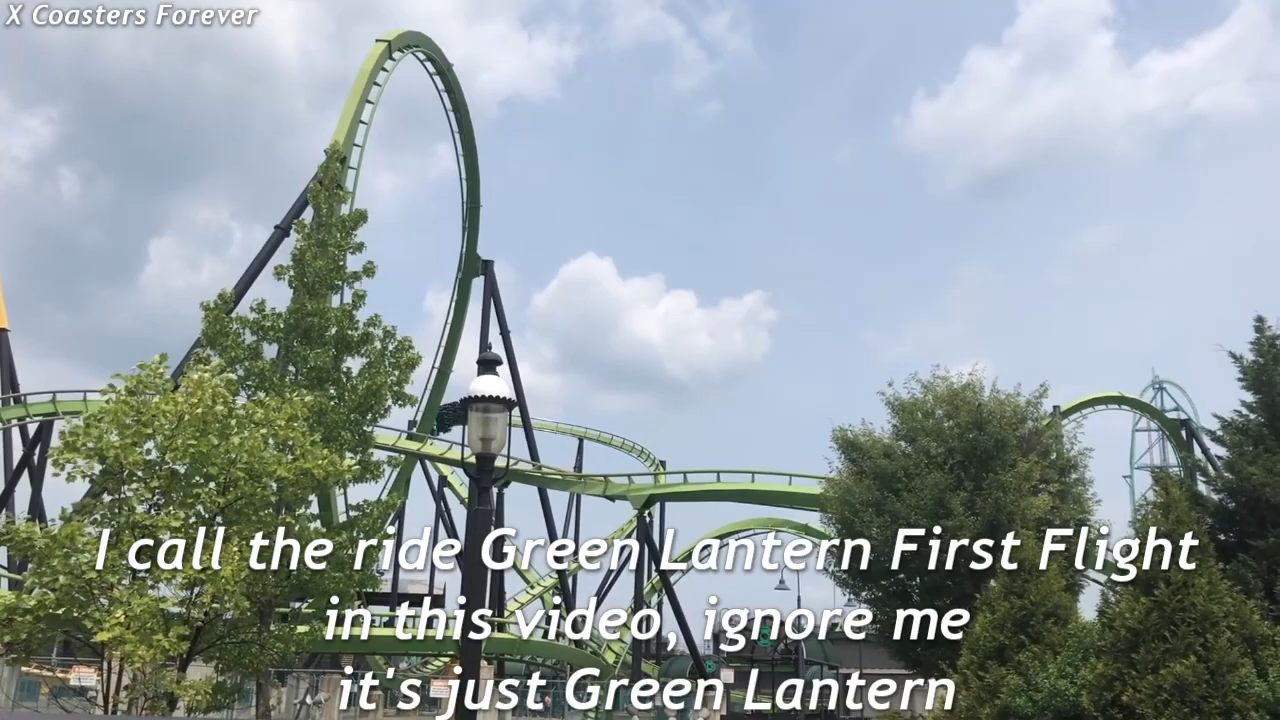 X Coasters Forever
I call the ride Green Lantern First Flight
in this video, ignore me
it's just Green Lantern